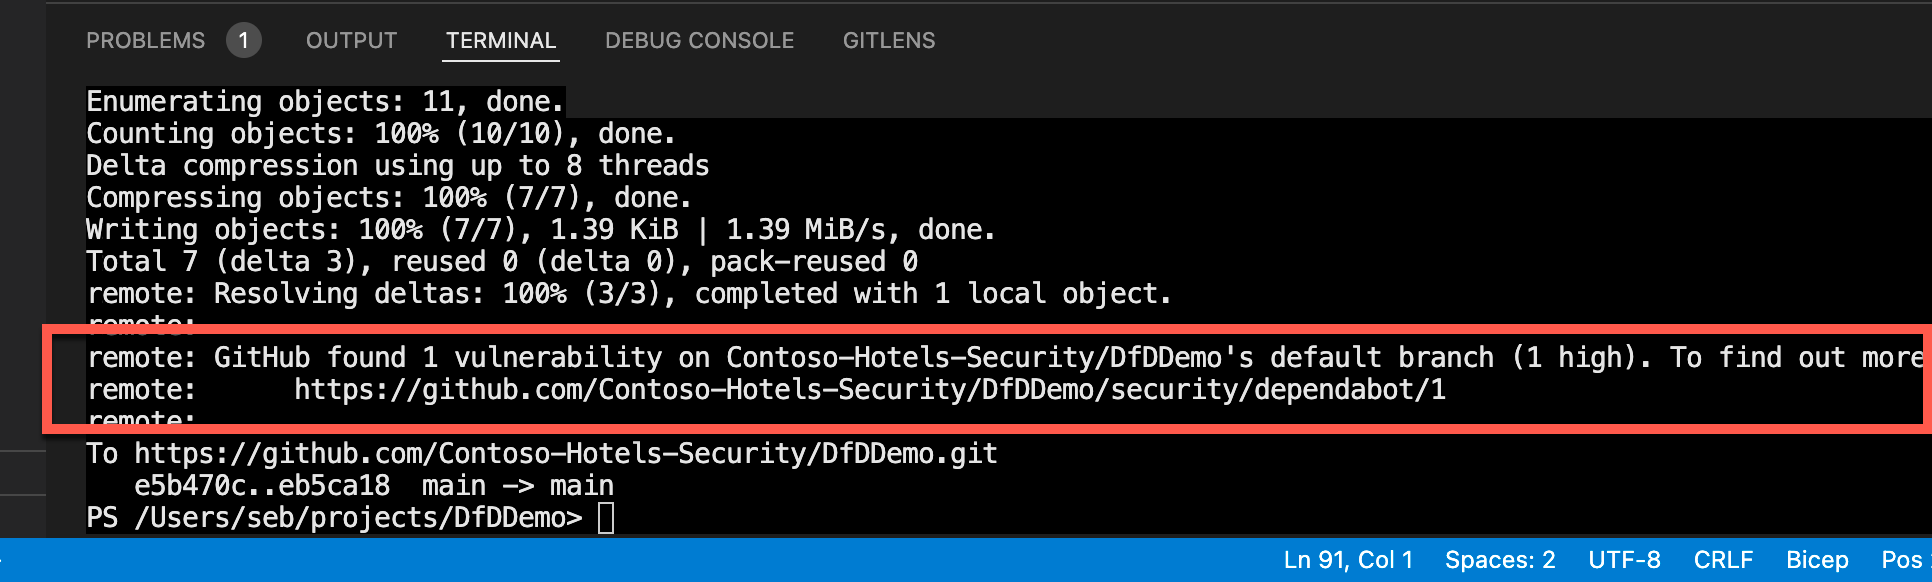 PROBLEMS 1 OUTPUT TERMINAL DEBUG CONSOLE GITLENS
Enumerating objects: 11, done.
Counting objects: 100% (10/10), done.
Delta compression using up to 8 threads
Compressing objects: 100% (7/7), done.
Writing objects: 100% (7/7), 1.39 KiB | 1.39 MiB/s, done.
Total 7 (delta 3), reused 0 (delta 0), pack-reused 0
remote: Resolving deltas: 100% (3/3), completed with 1 local object.
remote:
remote: GitHub found 1 vulnerability on Contoso-Hotels-Security/DfDDemo's default branch (1 high). To find out more
remote:      https://github.com/Contoso-Hotels-Security/DfDDemo/security/dependabot/1
remote:
To https://github.com/Contoso-Hotels-Security/DfDDemo.git
   e5b470c..eb5ca18  main -> main
PS /Users/seb/projects/DfDDemo>
Ln 91, Col 1 Spaces: 2 UTF-8 CRLF Bicep Pos